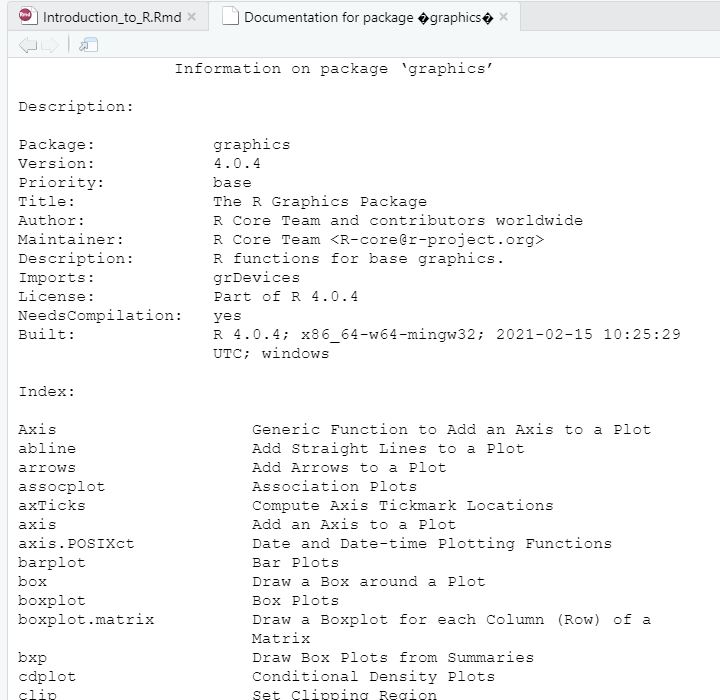 Rmd Introduction_to_R.Rmd × Documentation for package �graphics� ×
Information on package ‘graphics’
Description:
Package: graphics
Version: 4.0.4
Priority: base
Title: The R Graphics Package
Author: R Core Team and contributors worldwide
Maintainer: R Core Team <R-core@r-project.org>
Description: R functions for base graphics.
Imports: grDevices
License: Part of R 4.0.4
NeedsCompilation: yes
Built: R 4.0.4; x86_64-w64-mingw32; 2021-02-15 10:25:29
UTC; windows
Index:
Axis Generic Function to Add an Axis to a Plot
abline Add Straight Lines to a Plot
arrows Add Arrows to a Plot
assocplot Association Plots
axTicks Compute Axis Tickmark Locations
axis Add an Axis to a Plot
axis.POSIXct Date and Date-time Plotting Functions
barplot Bar Plots
box Draw a Box around a Plot
boxplot Box Plots
boxplot.matrix Draw a Boxplot for each Column (Row) of a
Matrix
bxp Draw Box Plots from Summaries
cdplot Conditional Density Plots
clip Set Clipping Region